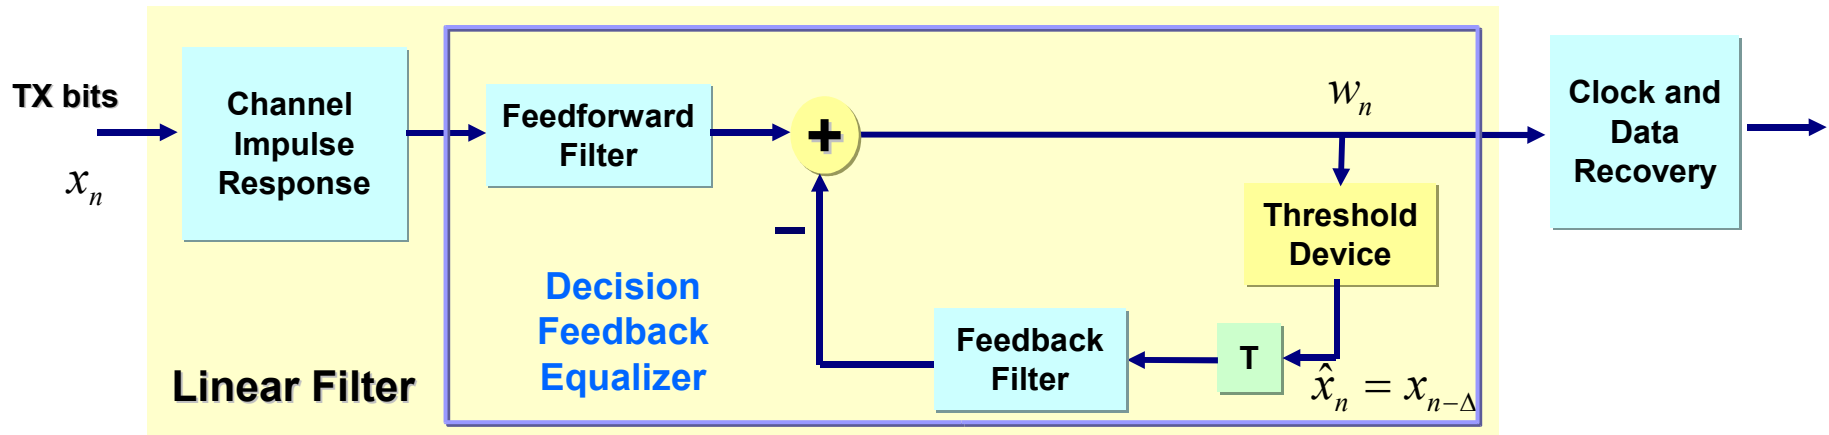 TX bits
x_n
Channel
Impulse
Response
Feedforward
Filter
+
w_n
Clock and
Data
Recovery
Threshold
Device
–
Decision
Feedback
Equalizer
Feedback
Filter
T
x̂_n = x_{n−Δ}
Linear Filter